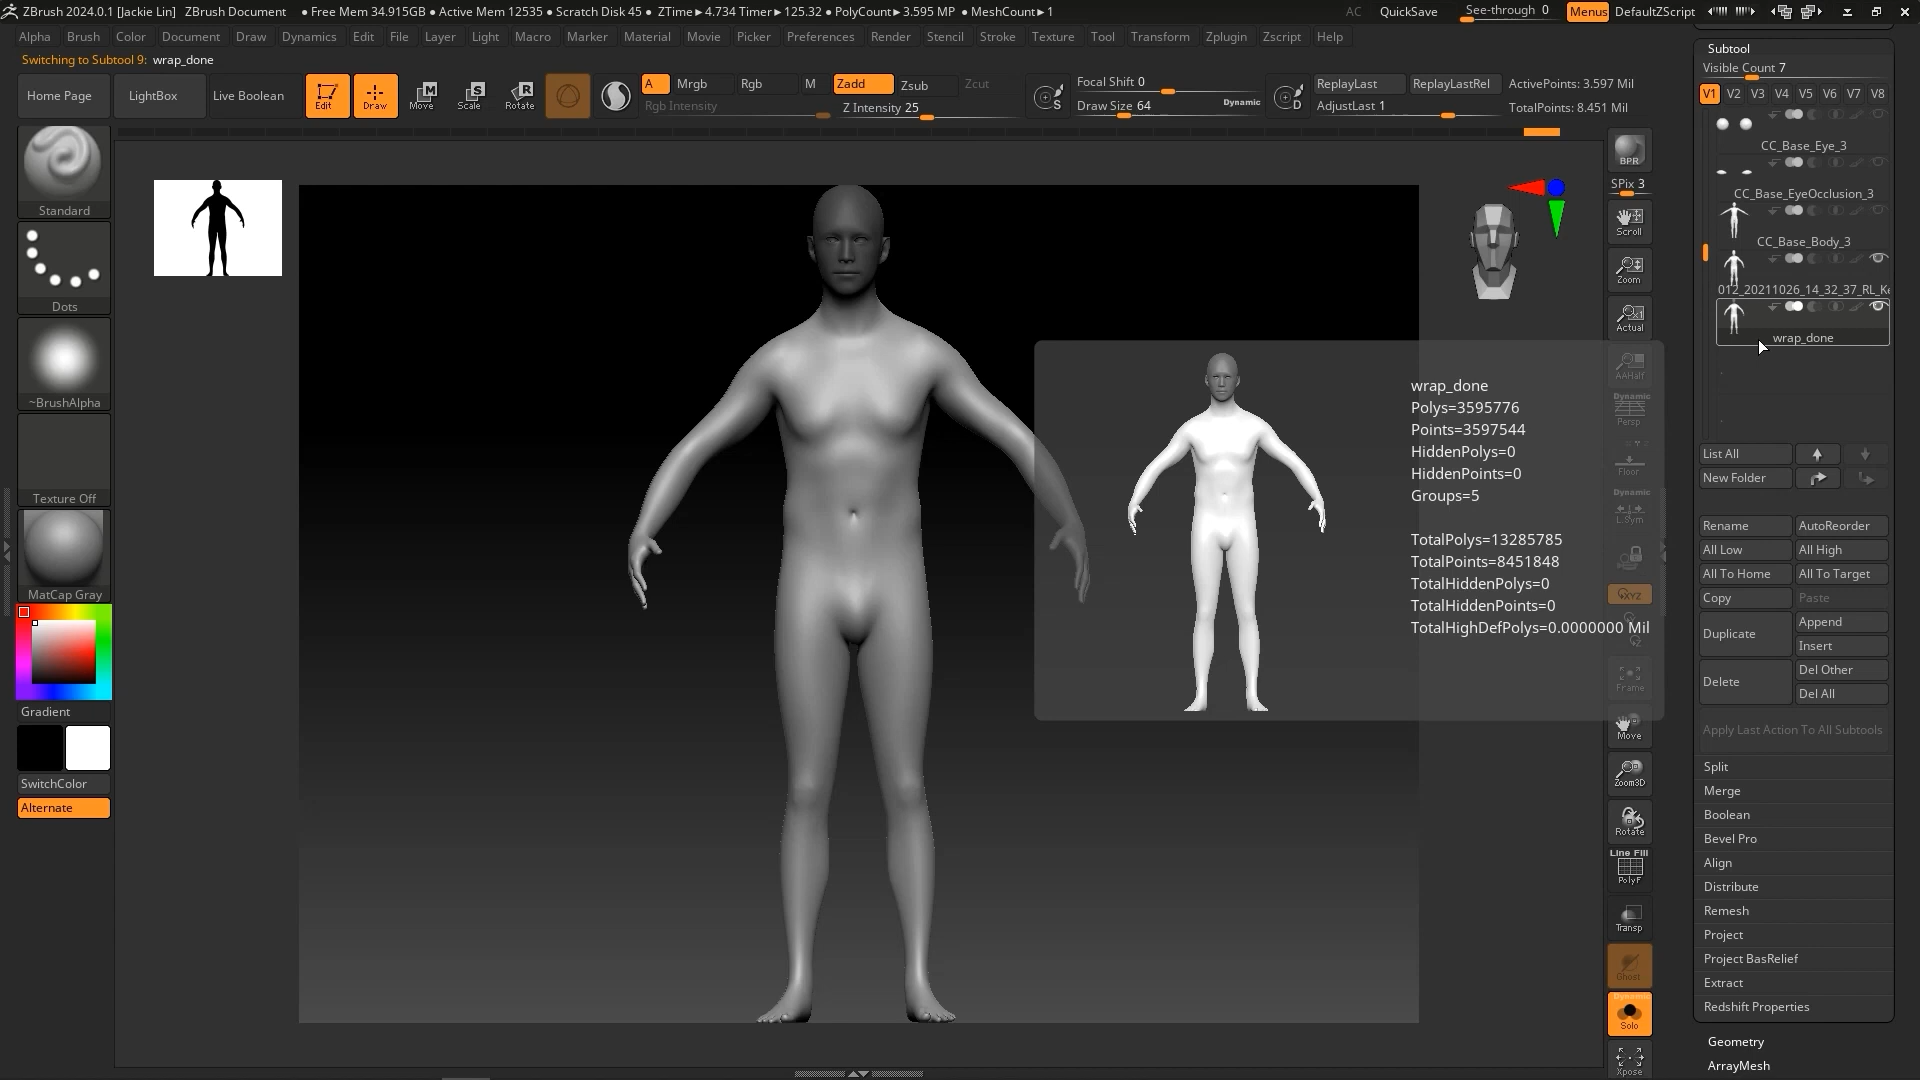 ZBrush 2024.0.1 [Jackie Lin] ZBrush Document ● Free Mem 34.915GB ● Active Mem 12535 ● Scratch Disk 45 ● ZTime▶4.734 Timer▶125.32 ● PolyCount▶3.595 MP ● MeshCount▶1 AC QuickSave See-through 0 Menus DefaultZScript
Alpha Brush Color Document Draw Dynamics Edit File Layer Light Macro Marker Material Movie Picker Preferences Render Stencil Stroke Texture Tool Transform Zplugin Zscript Help
Switching to Subtool 9: wrap_done
Home Page LightBox Live Boolean Edit Draw Move Scale Rotate
A Mrgb Rgb M Zadd Zsub Zcut
Rgb Intensity Z Intensity 25
S Focal Shift 0
Draw Size 64 Dynamic
D ReplayLast ReplayLastRel
AdjustLast 1
ActivePoints: 3.597 Mil
TotalPoints: 8.451 Mil
Standard
Dots
~BrushAlpha
Texture Off
MatCap Gray
Gradient
SwitchColor
Alternate
wrap_done
Polys=3595776
Points=3597544
HiddenPolys=0
HiddenPoints=0
Groups=5
TotalPolys=13285785
TotalPoints=8451848
TotalHiddenPolys=0
TotalHiddenPoints=0
TotalHighDefPolys=0.0000000 Mil
BPR
SPix 3
Scroll
Zoom
Actual
AAHalf
Dynamic
Persp
Floor
Dynamic
L.Sym
XYZ
Frame
Move
Zoom3D
Rotate
Line Fill
PolyF
Transp
Ghost
Dynamic
Solo
Xpose
Subtool
Visible Count 7
V1 V2 V3 V4 V5 V6 V7 V8
CC_Base_Eye_3
CC_Base_EyeOcclusion_3
CC_Base_Body_3
012_20211026_14_32_37_RL_Ke
wrap_done
List All
New Folder
Rename AutoReorder
All Low All High
All To Home All To Target
Copy Paste
Duplicate Append
Insert
Delete Del Other
Del All
Apply Last Action To All Subtools
Split
Merge
Boolean
Bevel Pro
Align
Distribute
Remesh
Project
Project BasRelief
Extract
Redshift Properties
Geometry
ArrayMesh